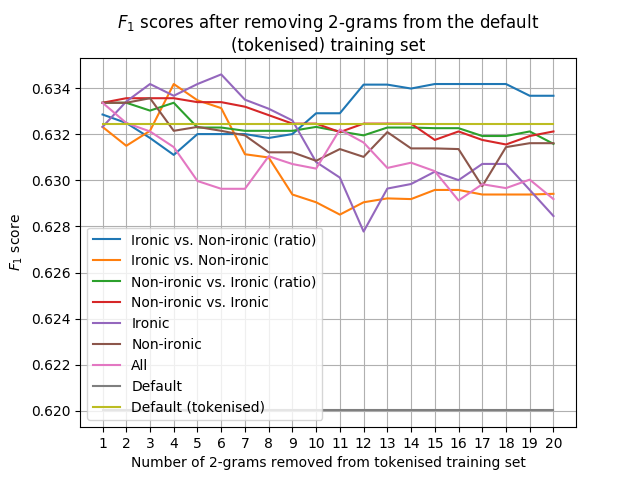 F₁ scores after removing 2-grams from the default
(tokenised) training set
F₁ score
0.634
0.632
0.630
0.628
0.626
0.624
0.622
0.620
Ironic vs. Non-ironic (ratio)
Ironic vs. Non-ironic
Non-ironic vs. Ironic (ratio)
Non-ironic vs. Ironic
Ironic
Non-ironic
All
Default
Default (tokenised)
1 2 3 4 5 6 7 8 9 10 11 12 13 14 15 16 17 18 19 20
Number of 2-grams removed from tokenised training set